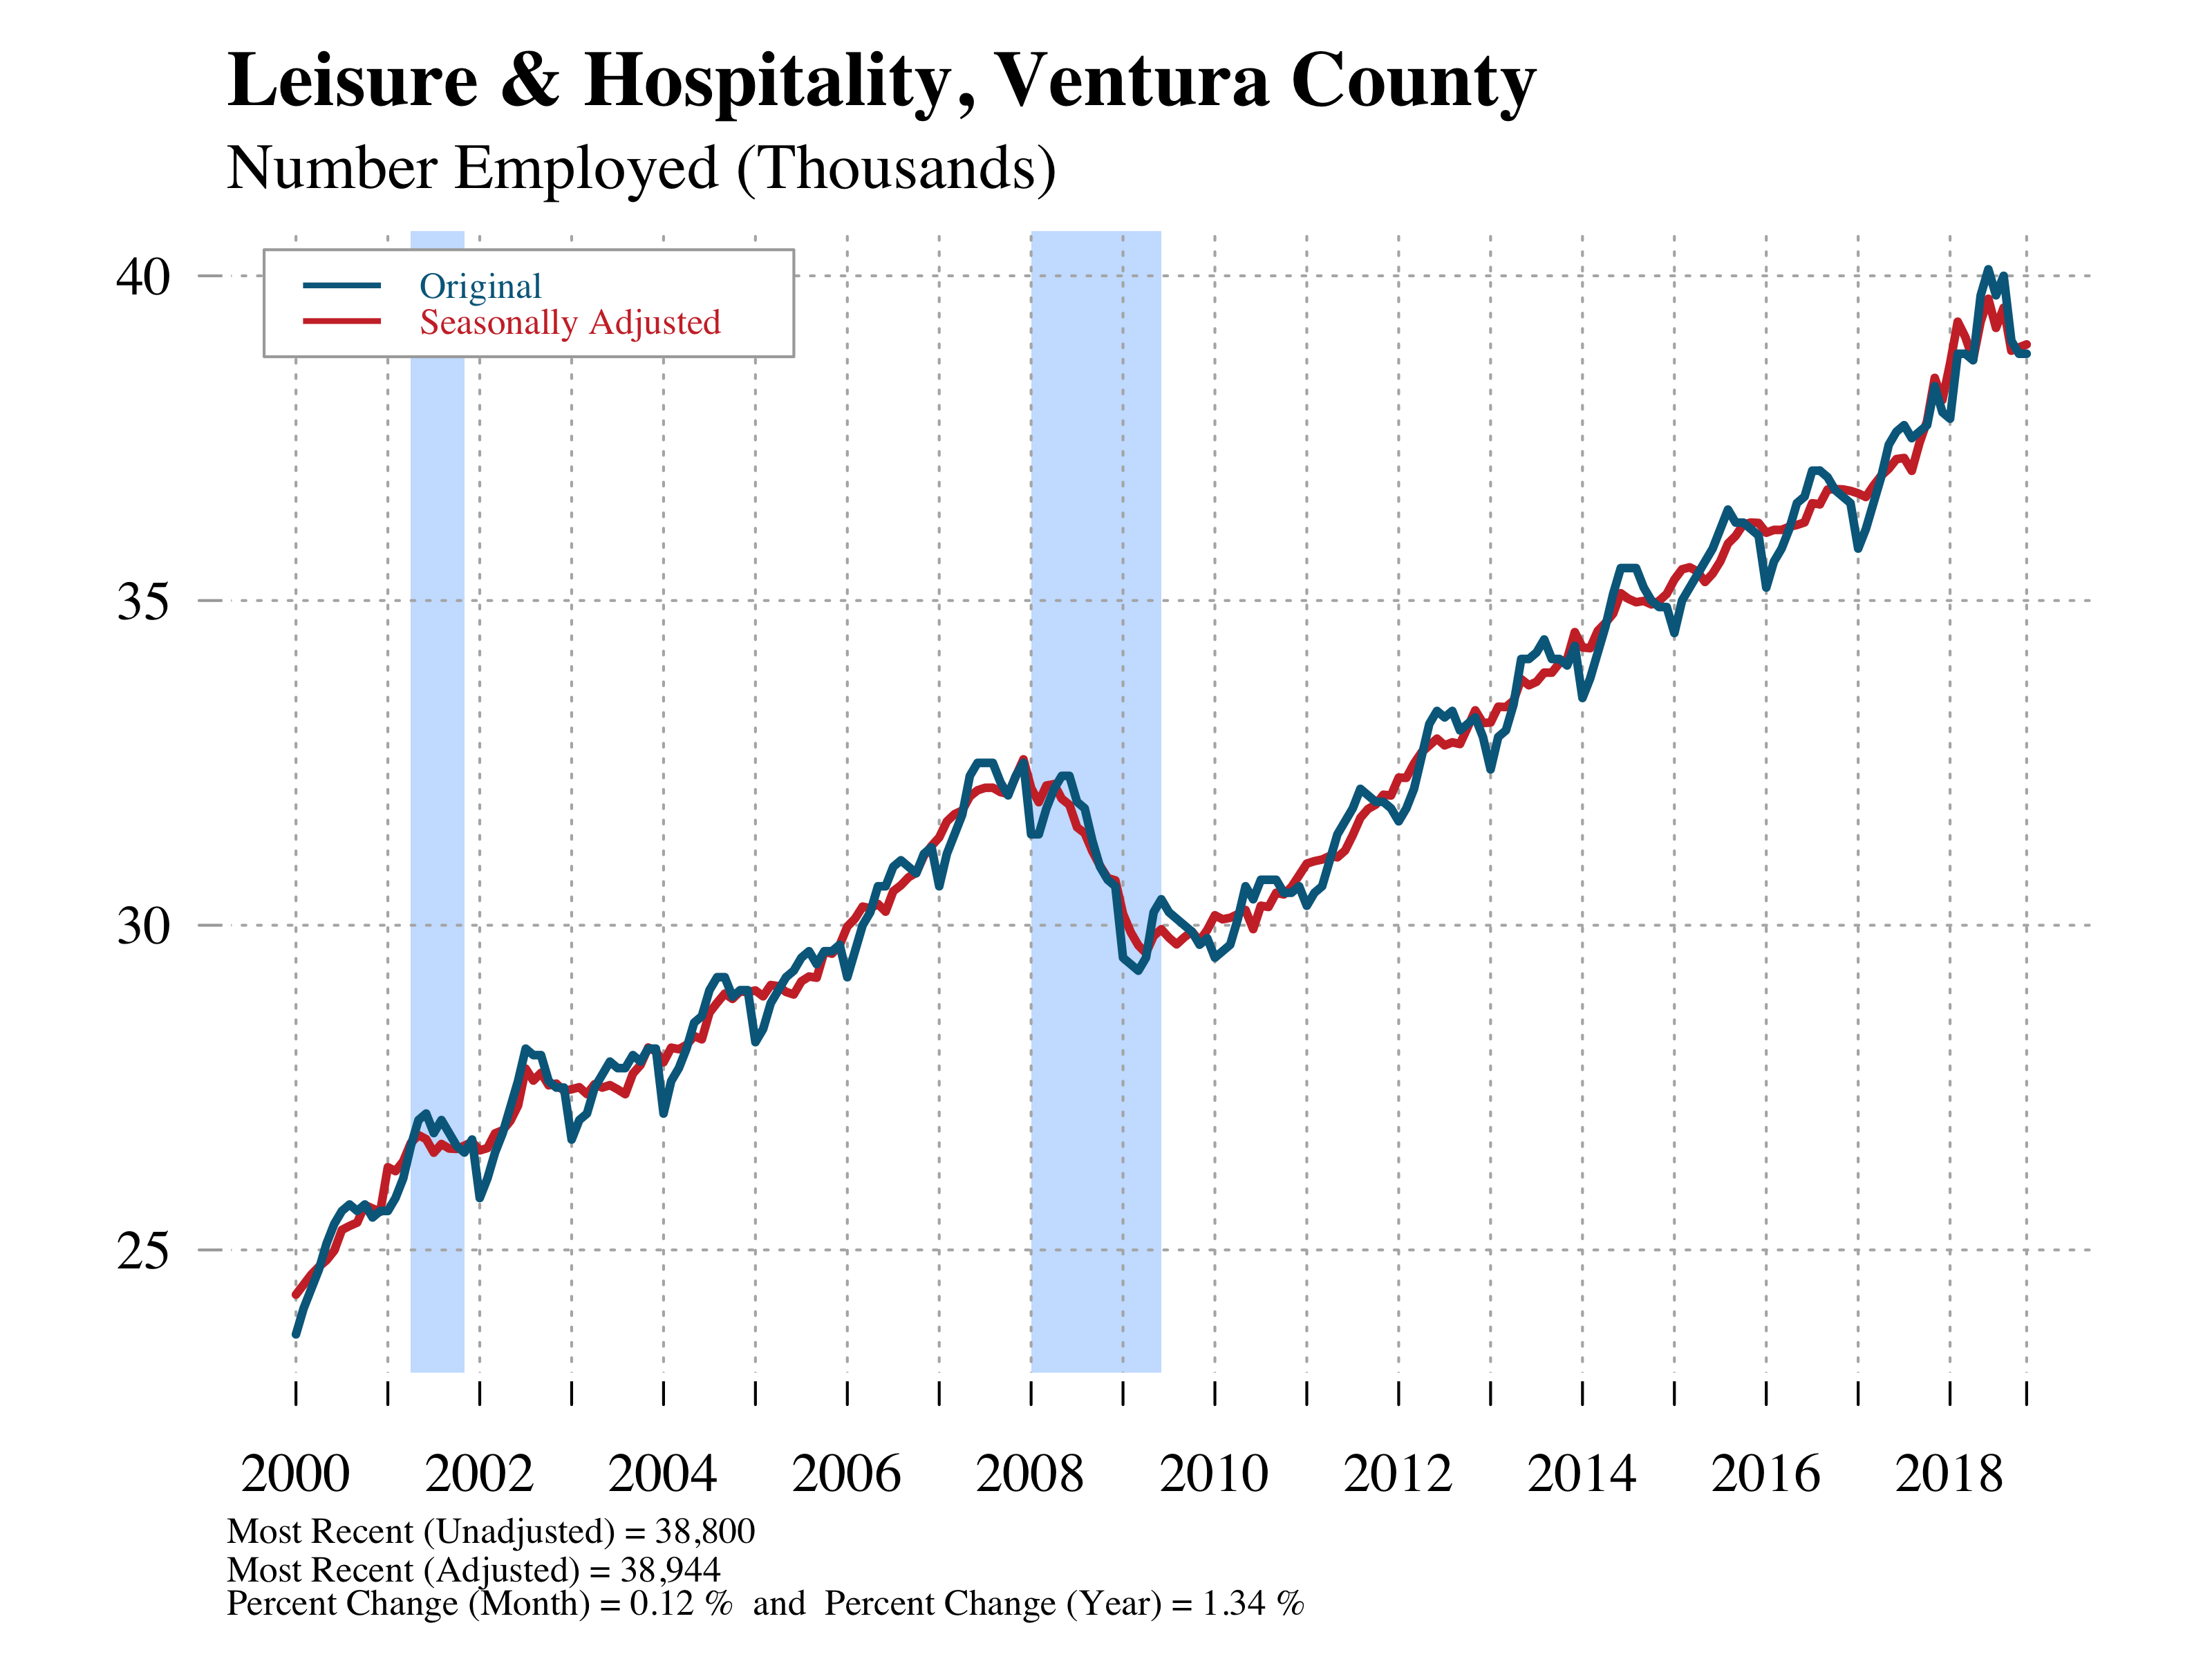 Leisure & Hospitality, Ventura County
Number Employed (Thousands)
Original
Seasonally Adjusted
40
35
30
25
2000 2002 2004 2006 2008 2010 2012 2014 2016 2018
Most Recent (Unadjusted) = 38,800
Most Recent (Adjusted) = 38,944
Percent Change (Month) = 0.12 % and Percent Change (Year) = 1.34 %